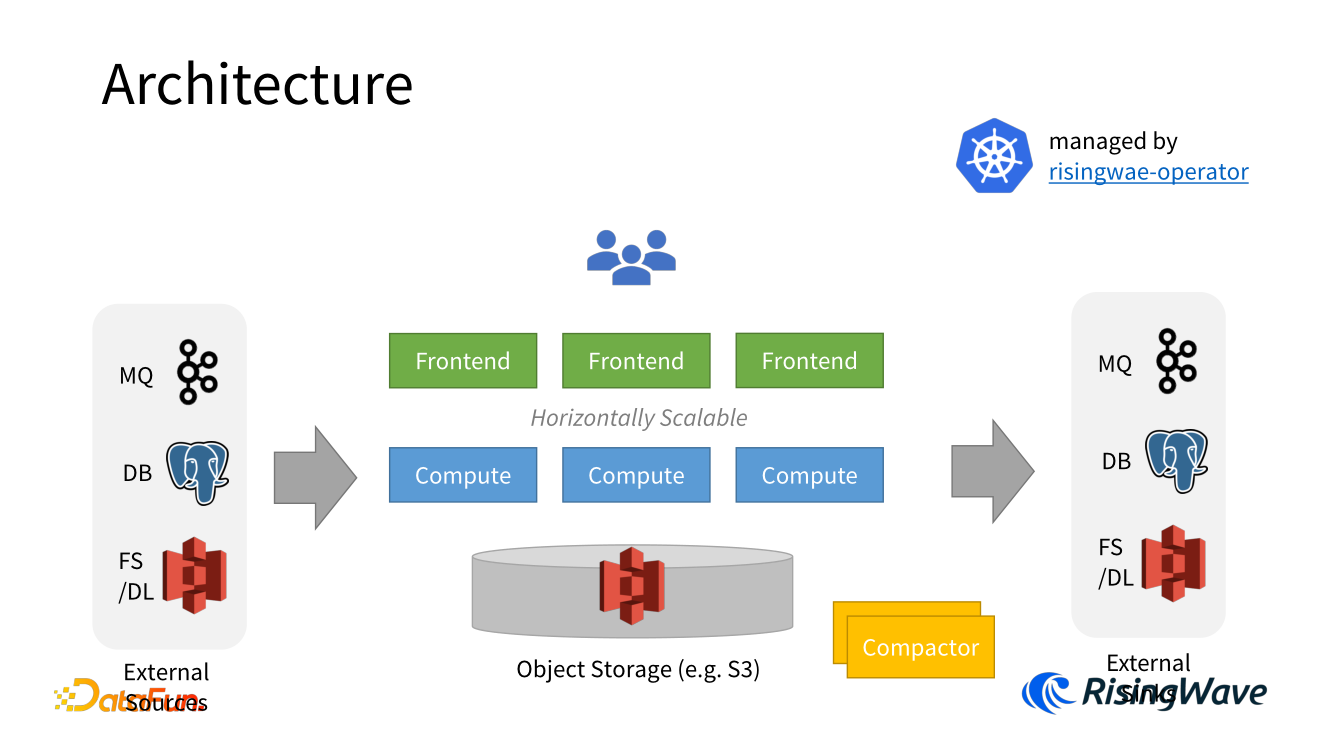 Architecture
managed by
risingwae-operator
MQ
DB
FS
/DL
External
Sources
DataFun.
Frontend
Frontend
Frontend
Horizontally Scalable
Compute
Compute
Compute
Object Storage (e.g. S3)
Compactor
MQ
DB
FS
/DL
External
Sinks
RisingWave